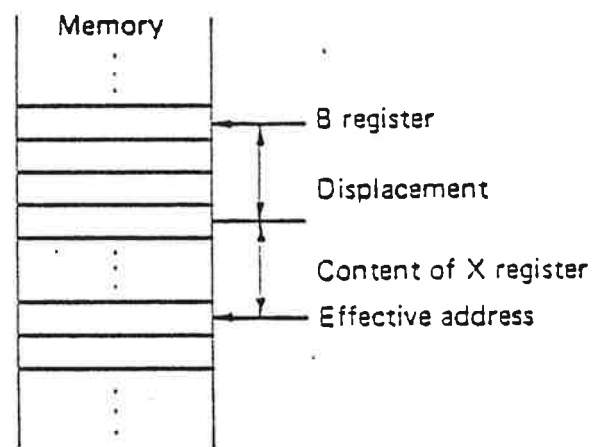 Memory
B register
Displacement
Content of X register
Effective address